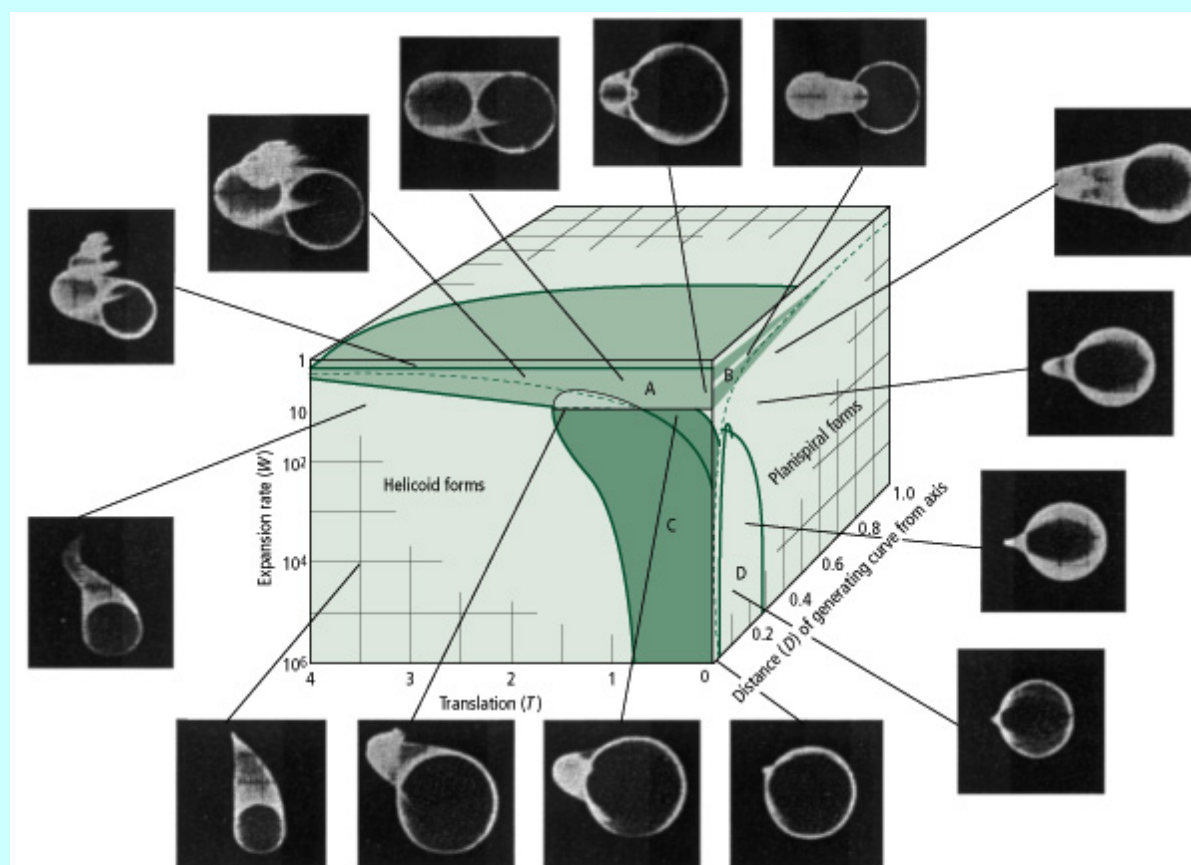 1
10
10²
10⁴
10⁶
Expansion rate (W)
4
3
2
1
0
Translation (T)
0.2
0.4
0.6
0.8
1.0
Distance (D) of generating curve from axis
Helicoid forms
Planispiral forms
A
B
C
D